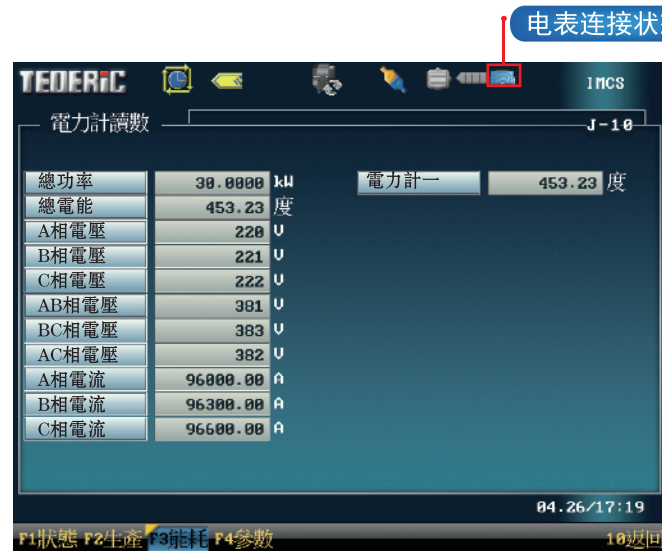 电表连接状
TEDERIC
IMCS
電力計讀數
J-10
總功率 30.0000 kW 電力計一 453.23 度
總電能 453.23 度
A相電壓 220 V
B相電壓 221 V
C相電壓 222 V
AB相電壓 381 V
BC相電壓 383 V
AC相電壓 382 V
A相電流 96000.00 A
B相電流 96300.00 A
C相電流 96600.00 A
04.26/17:19
F1狀態 F2生產 F3能耗 F4參數 10返回